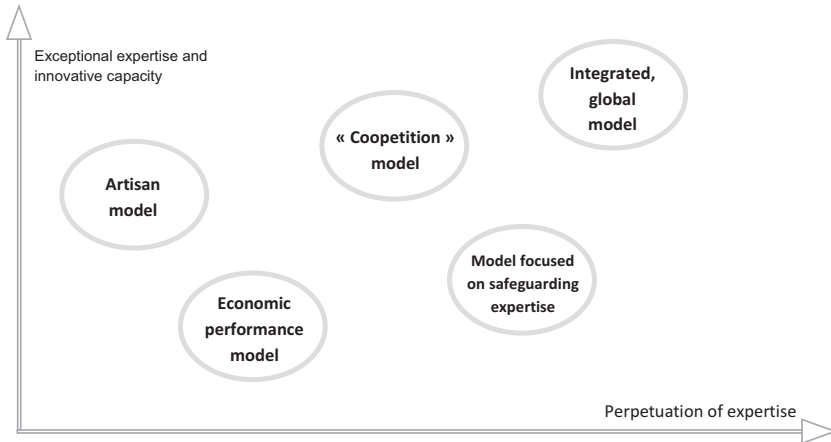 Exceptional expertise and
innovative capacity
Integrated,
global
model
« Coopetition »
model
Artisan
model
Model focused
on safeguarding
expertise
Economic
performance
model
Perpetuation of expertise